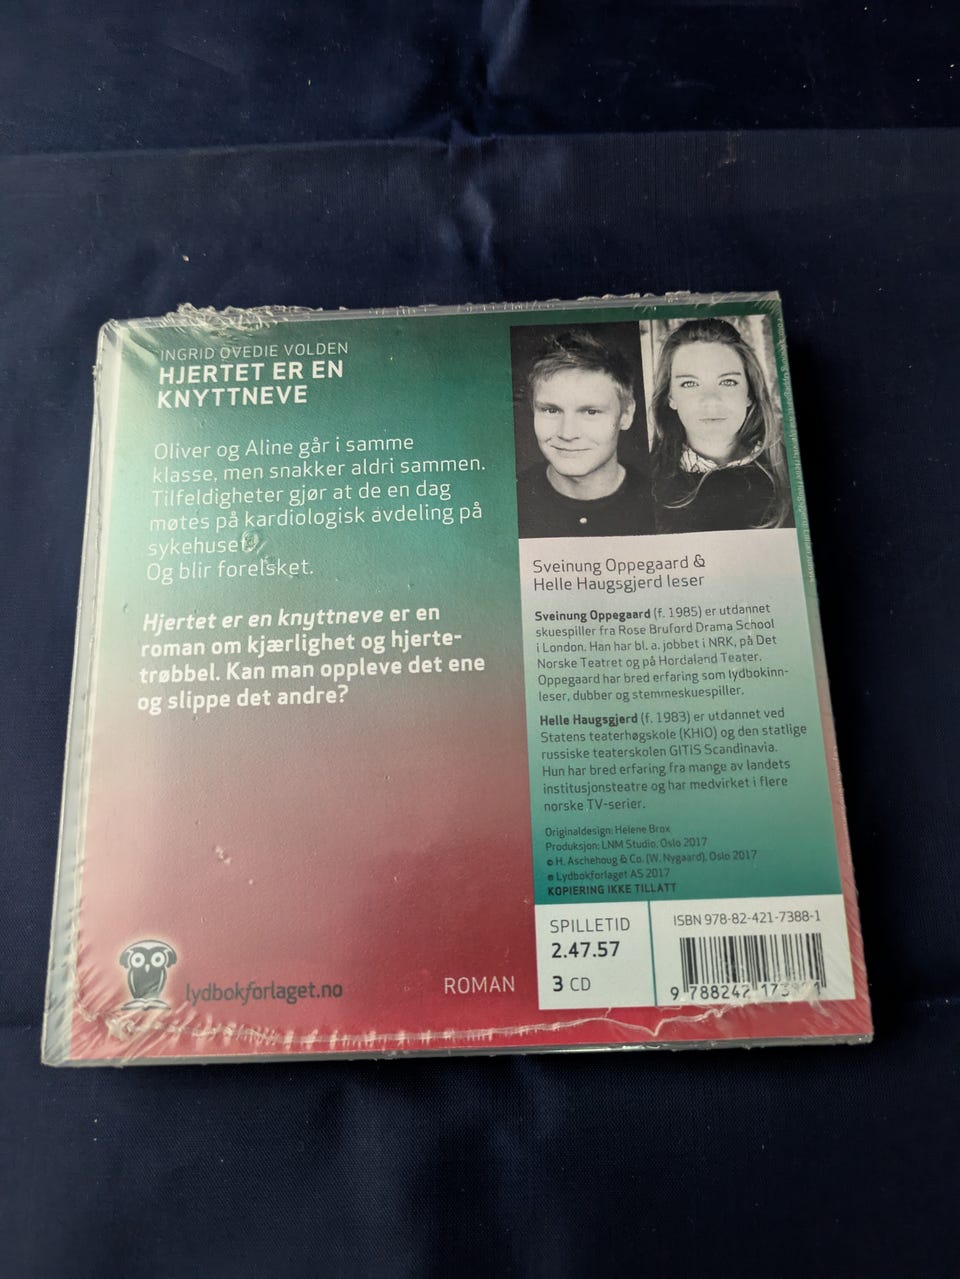 INGRID OVEDIE VOLDEN
HJERTET ER EN
KNYTTNEVE
Oliver og Aline går i samme
klasse, men snakker aldri sammen.
Tilfeldigheter gjør at de en dag
møtes på kardiologisk avdeling på
sykehuset.
Og blir forelsket.
Hjertet er en knyttneve er en
roman om kjærlighet og hjerte-
trøbbel. Kan man oppleve det ene
og slippe det andre?
lydbokforlaget.no
ROMAN
Sveinung Oppegaard &
Helle Haugsgjerd leser
Sveinung Oppegaard (f. 1985) er utdannet
skuespiller fra Rose Bruford Drama School
i London. Han har bl. a. jobbet i NRK, på Det
Norske Teatret og på Hordaland Teater.
Oppegaard har bred erfaring som lydbokinn-
leser, dubber og stemmeskuespiller.
Helle Haugsgjerd (f. 1983) er utdannet ved
Statens teaterhøgskole (KHIO) og den statlige
russiske teaterskolen GITIS Scandinavia.
Hun har bred erfaring fra mange av landets
institusjonsteatre og har medvirket i flere
norske TV-serier.
Originaldesign: Helene Brox
Produksjon: LNM Studio, Oslo 2017
© H. Aschehoug & Co. (W. Nygaard), Oslo 2017
℗ Lydbokforlaget AS 2017
KOPIERING IKKE TILLATT
SPILLETID
2.47.57
3 CD
ISBN 978-82-421-7388-1
9 788242 173881